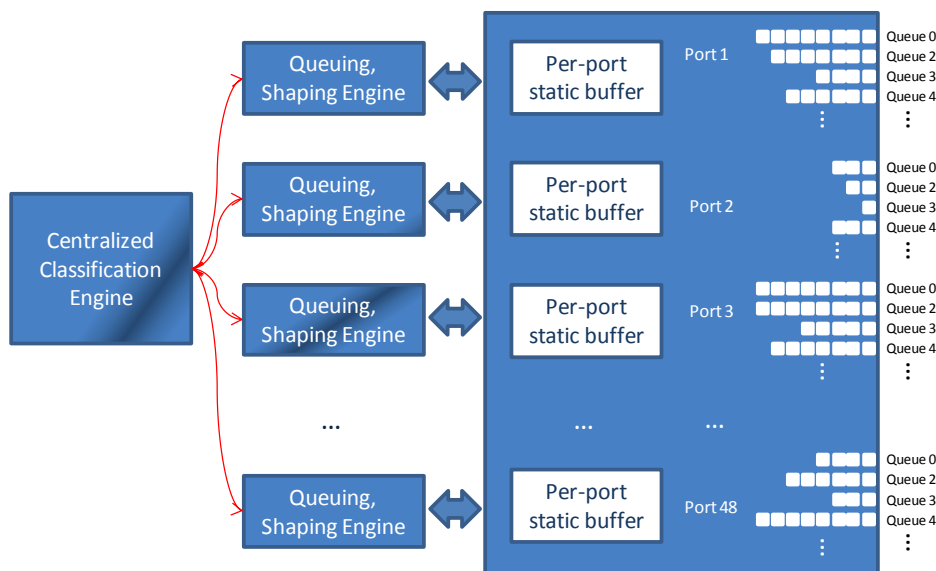 Centralized
Classification
Engine
Queuing,
Shaping Engine
Per-port
static buffer
Port 1
Queue 0
Queue 2
Queue 3
Queue 4
⋮
⋮
Queuing,
Shaping Engine
Per-port
static buffer
Port 2
Queue 0
Queue 2
Queue 3
Queue 4
⋮
⋮
Queuing,
Shaping Engine
Per-port
static buffer
Port 3
Queue 0
Queue 2
Queue 3
Queue 4
⋮
⋮
...
...
...
Queuing,
Shaping Engine
Per-port
static buffer
Port 48
Queue 0
Queue 2
Queue 3
Queue 4
⋮
⋮